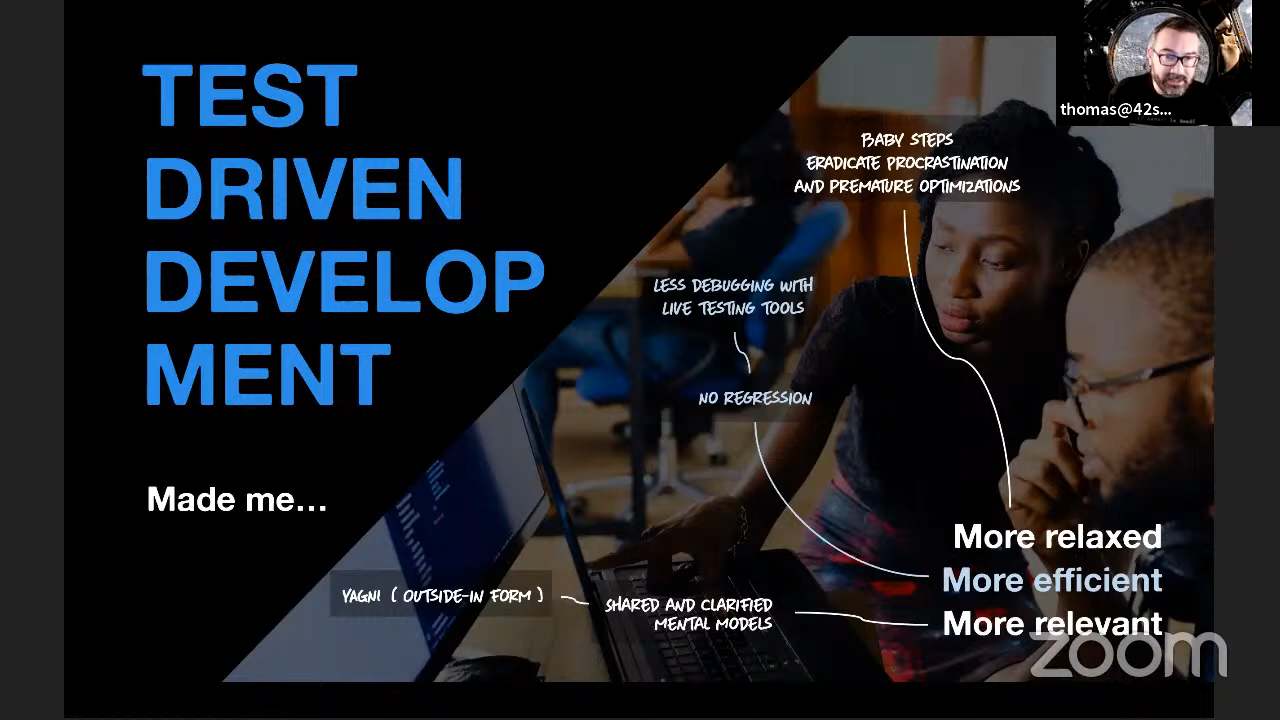 TEST
DRIVEN
DEVELOP
MENT
Made me...
thomas@42s...
BABY STEPS
ERADICATE PROCRASTINATION
AND PREMATURE OPTIMIZATIONS
LESS DEBUGGING WITH
LIVE TESTING TOOLS
NO REGRESSION
More relaxed
More efficient
More relevant
YAGNI ( OUTSIDE-IN FORM )
SHARED AND CLARIFIED
MENTAL MODELS
zoom